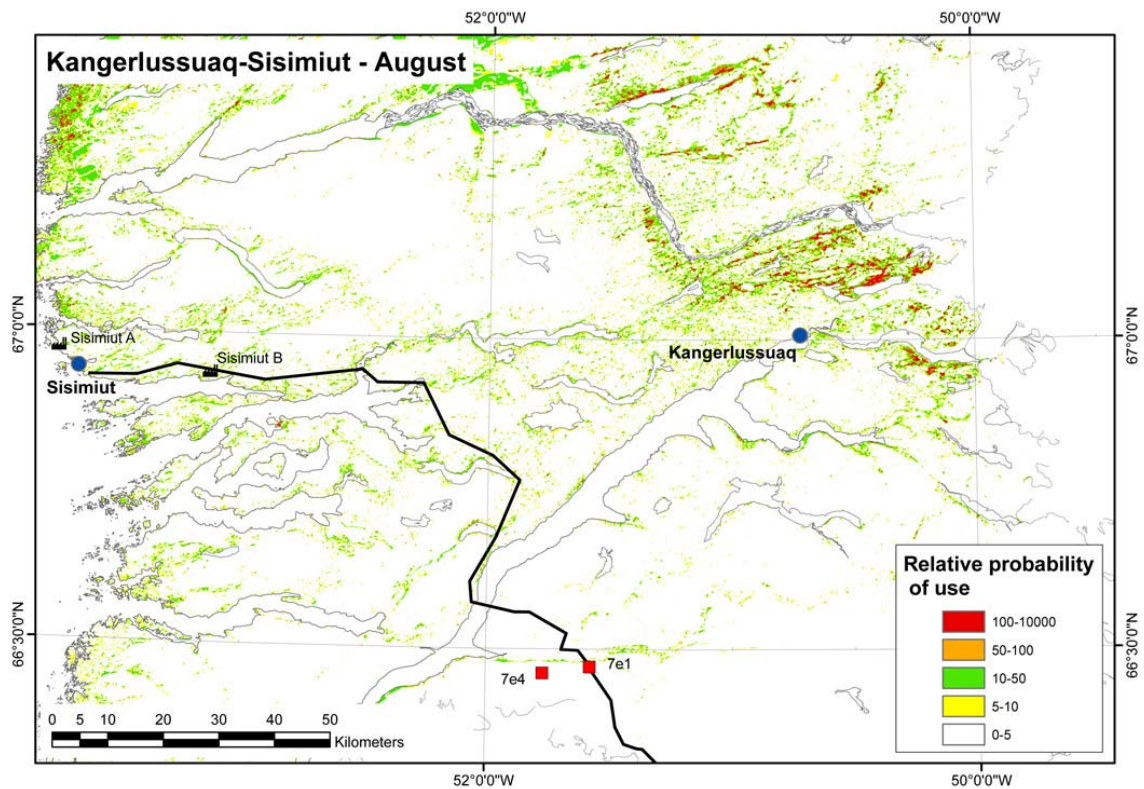 52°0'0"W
50°0'0"W
Kangerlussuaq-Sisimiut - August
67°0'0"N
67°0'0"N
Sisimiut A
Sisimiut B
Sisimiut
Kangerlussuaq
Relative probability
of use
100-10000
50-100
10-50
5-10
0-5
66°30'0"N
66°30'0"N
7e4
7e1
0 5 10 20 30 40 50
Kilometers
52°0'0"W
50°0'0"W